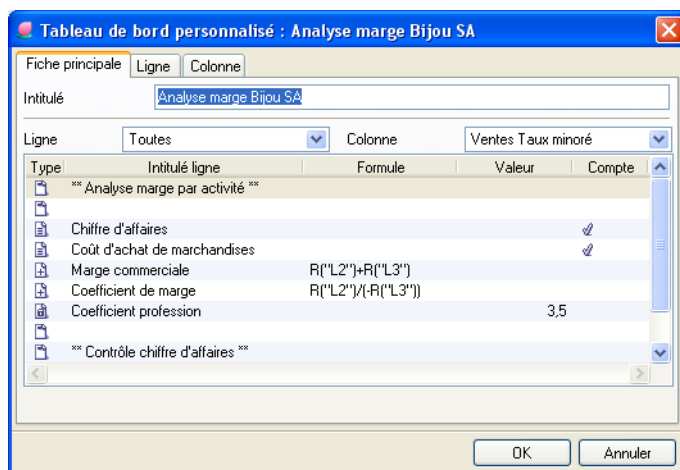 Tableau de bord personnalisé : Analyse marge Bijou SA
Fiche principale Ligne Colonne
Intitulé Analyse marge Bijou SA
Ligne Toutes Colonne Ventes Taux minoré
Type Intitulé ligne Formule Valeur Compte
** Analyse marge par activité **
Chiffre d'affaires
Coût d'achat de marchandises
Marge commerciale R("L2")+R("L3")
Coefficient de marge R("L2")/(-R("L3"))
Coefficient profession 3,5
** Contrôle chiffre d'affaires **
OK Annuler